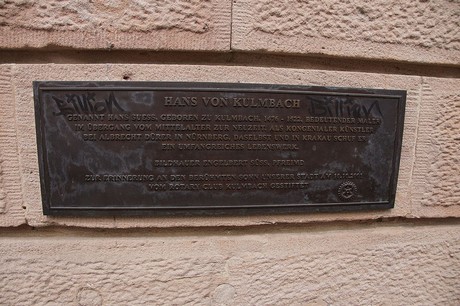 HANS VON KULMBACH
GENANNT HANS SUESS, GEBOREN ZU KULMBACH, 1476 - 1522, BEDEUTENDER MALER
IM ÜBERGANG VOM MITTELALTER ZUR NEUZEIT. ALS KONGENIALER KÜNSTLER
BEI ALBRECHT DÜRER IN NÜRNBERG, UND IN KRAKAU SCHUF ER
EIN UMFANGREICHES LEBENSWERK.
BILDHAUER ENGELBERT SÜSS,
ZUR ERINNERUNG AN DEN BERÜHMTEN SOHN UNSERER STADT
VOM ROTARY CLUB KULMBACH GESTIFTET